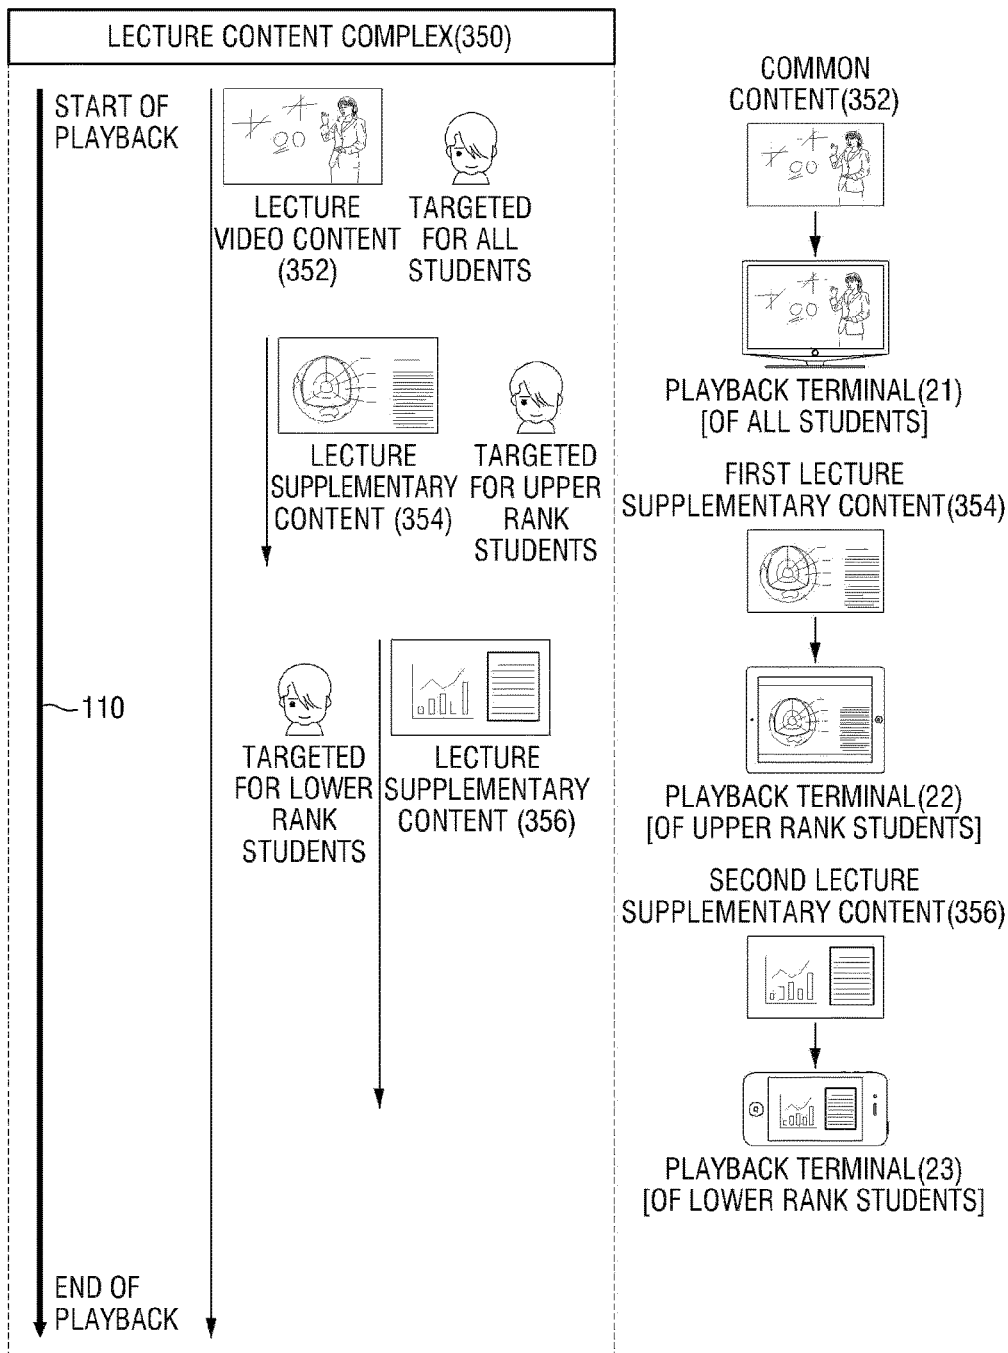 LECTURE CONTENT COMPLEX(350)
START OF
PLAYBACK
LECTURE
VIDEO CONTENT
(352)
TARGETED
FOR ALL
STUDENTS
LECTURE
SUPPLEMENTARY
CONTENT (354)
TARGETED
FOR UPPER
RANK
STUDENTS
110
TARGETED
FOR LOWER
RANK
STUDENTS
LECTURE
SUPPLEMENTARY
CONTENT (356)
END OF
PLAYBACK
COMMON
CONTENT(352)
PLAYBACK TERMINAL(21)
[OF ALL STUDENTS]
FIRST LECTURE
SUPPLEMENTARY CONTENT(354)
PLAYBACK TERMINAL(22)
[OF UPPER RANK STUDENTS]
SECOND LECTURE
SUPPLEMENTARY CONTENT(356)
PLAYBACK TERMINAL(23)
[OF LOWER RANK STUDENTS]